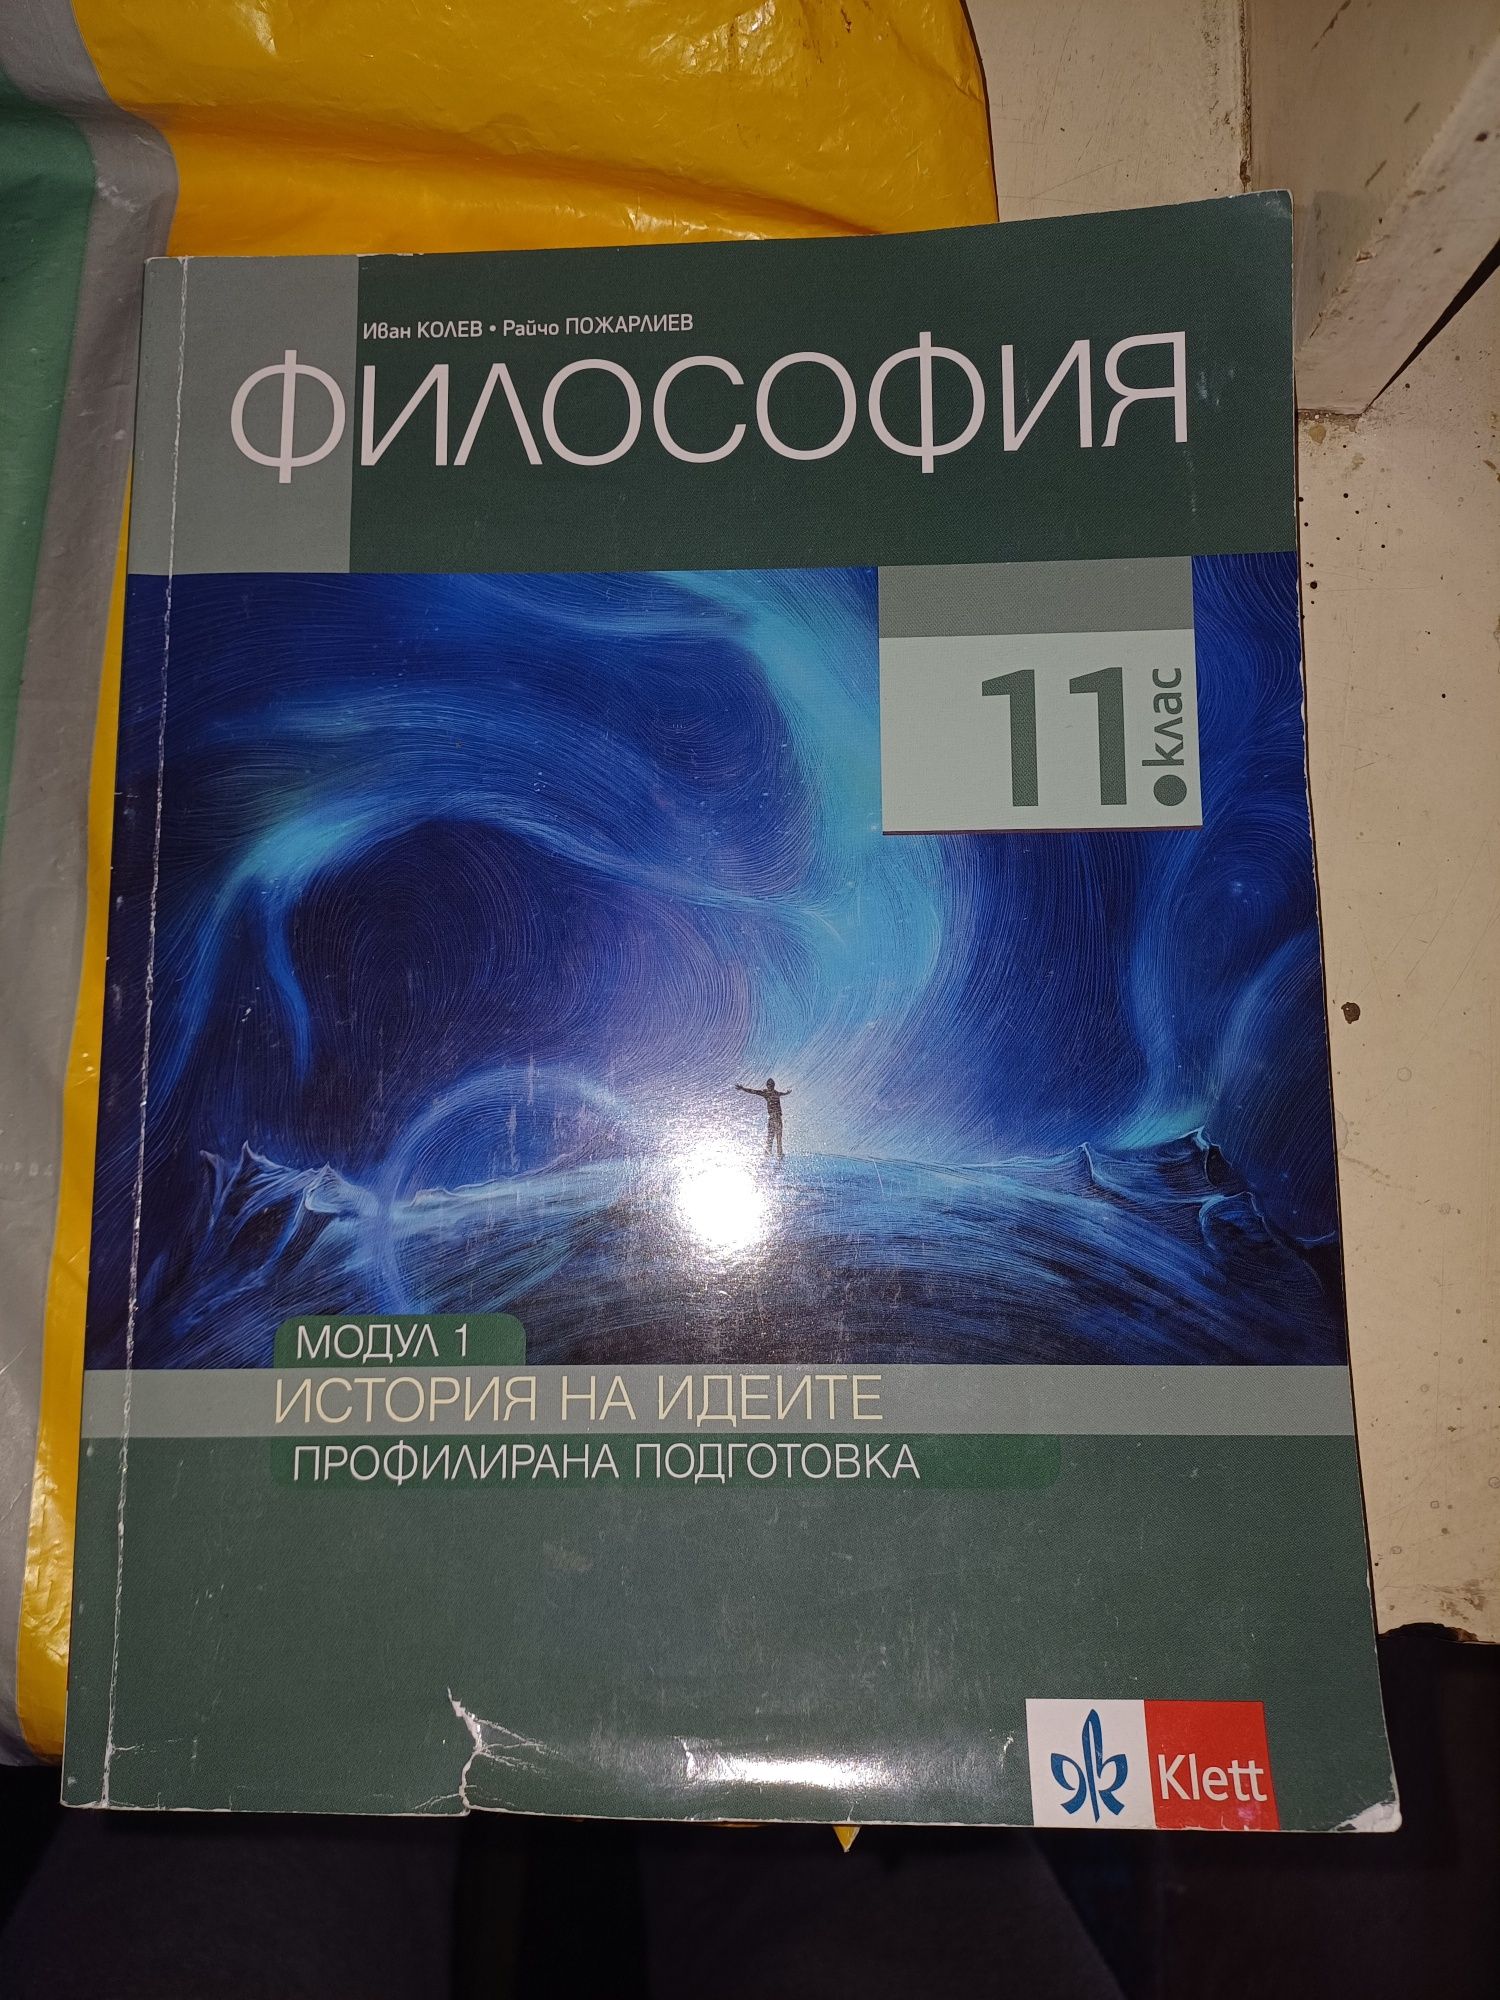 Иван КОЛЕВ • Райчо ПОЖАРЛИЕВ
ФИЛОСОФИЯ
11. клас
МОДУЛ 1
ИСТОРИЯ НА ИДЕИТЕ
ПРОФИЛИРАНА ПОДГОТОВКА
Klett